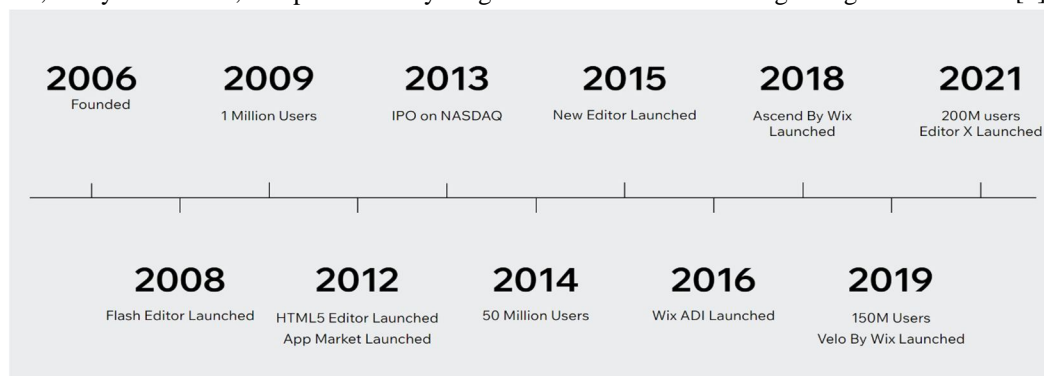 2006
Founded
2009
1 Million Users
2013
IPO on NASDAQ
2015
New Editor Launched
2018
Ascend By Wix
Launched
2021
200M users
Editor X Launched
2008
Flash Editor Launched
2012
HTML5 Editor Launched
App Market Launched
2014
50 Million Users
2016
Wix ADI Launched
2019
150M Users
Velo By Wix Launched